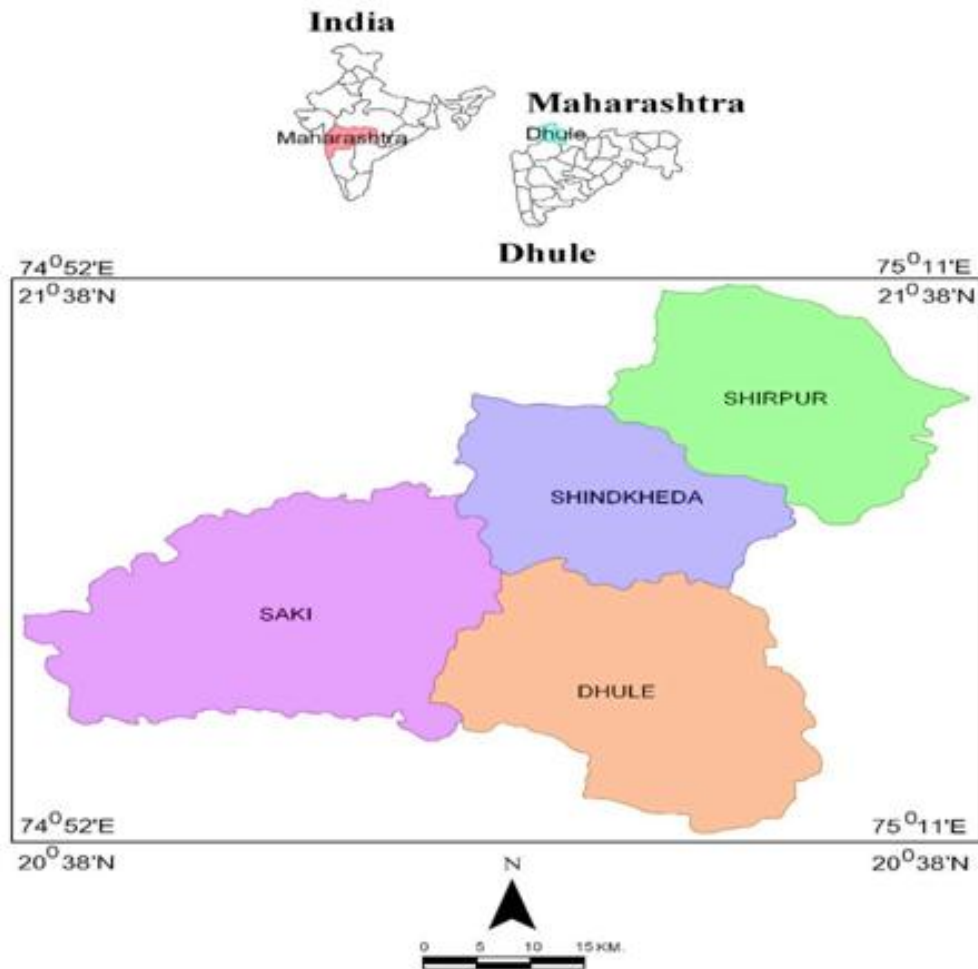 India
Maharashtra
Maharashtra
Dhule
Dhule
74⁰52'E 75⁰11'E
21⁰38'N 21⁰38'N
SHIRPUR
SHINDKHEDA
SAKI
DHULE
74⁰52'E 75⁰11'E
20⁰38'N 20⁰38'N
N
0 5 10 15 KM.